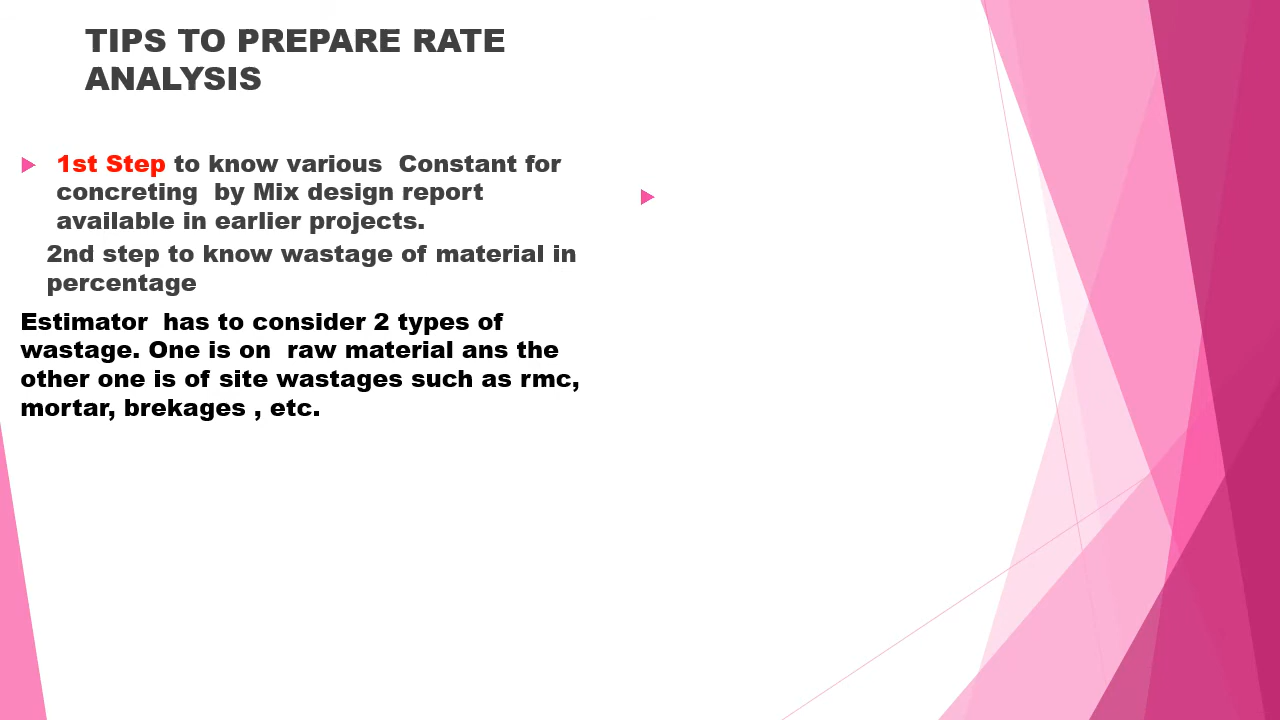 TIPS TO PREPARE RATE
ANALYSIS
1st Step to know various  Constant for
concreting  by Mix design report
available in earlier projects.
2nd step to know wastage of material in
percentage
Estimator  has to consider 2 types of
wastage. One is on  raw material ans the
other one is of site wastages such as rmc,
mortar, brekages , etc.